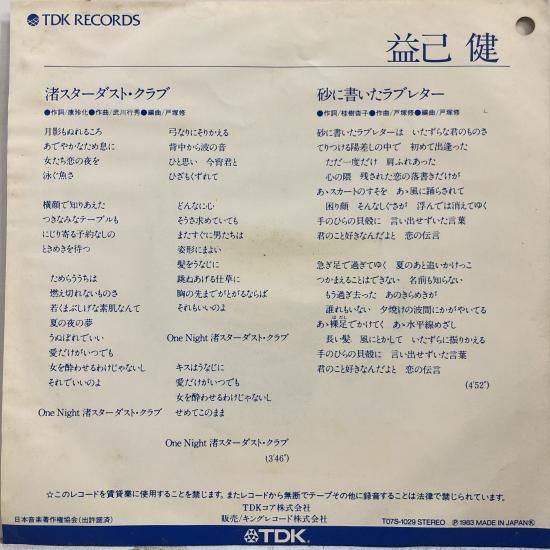 TDK RECORDS
益己 健
渚スターダスト・クラブ
●作詞/康珍化●作曲/武川行秀●編曲/戸塚修
月影もぬれるころ
あでやかなため息に
女たち恋の夜を
泳ぐ魚さ
横顔で知りあえた
つきなみなテーブルも
にじり寄る予約なしの
ときめきを待つ
ためらううちは
燃え切れないものさ
若くまぶしげな素肌なんて
夏の夜の夢
うぬぼれていい
愛だけがいつでも
女を酔わせるわけじゃないし
それでいいのよ
One Night 渚スターダスト・クラブ
弓なりにそりかえる
背中から波の音
ひと思い 今宵君と
ひざもくずれて
どんなに心
そうさ求めていても
またすぐに男たちは
姿形にまよい
髪をうなじに
跳ねあげる仕草に
胸の先までがとがるならば
それもいいのよ
One Night 渚スターダスト・クラブ
キスはうなじに
愛だけがいつでも
女を酔わせるわけじゃないし
せめてこのまま
One Night 渚スターダスト・クラブ
(3'46")
砂に書いたラブレター
●作詞/桂樹杏子●作曲/戸塚修●編曲/戸塚修
砂に書いたラブレターは いたずらな君のものさ
てりつける陽差しの中で 初めて出逢った
ただ一度だけ 肩ふれあった
心の隅 残された恋の落書きだけが
あゝスカートのすそを あゝ風に踊らされて
困り顔 そんなしぐさが 浮んでは消えてゆく
手のひらの貝殻に 言い出せずいた言葉
君のこと好きなんだよと 恋の伝言
急ぎ足で過ぎてゆく 夏のあと追いかけっこ
つかまえることはできない 名前も知らない
もう過ぎ去った あのきらめきが
誰れもいない 夕焼けの波間にかがやいてる
あゝ裸足でかけてく あゝ水平線めざし
長い髪 風にとかして いたずらに振りかえる
手のひらの貝殻に 言い出せずいた言葉
君のこと好きなんだよと 恋の伝言
(4'52")
☆このレコードを賃貸業に使用することを禁じます。またレコードから無断でテープその他に録音することは法律で禁じられています。
TDKコア株式会社
日本音楽著作権協会(出許諾済)
販売/キングレコード株式会社
T07S-1029 STEREO Ⓟ1983 MADE IN JAPAN Ⓚ
TDK